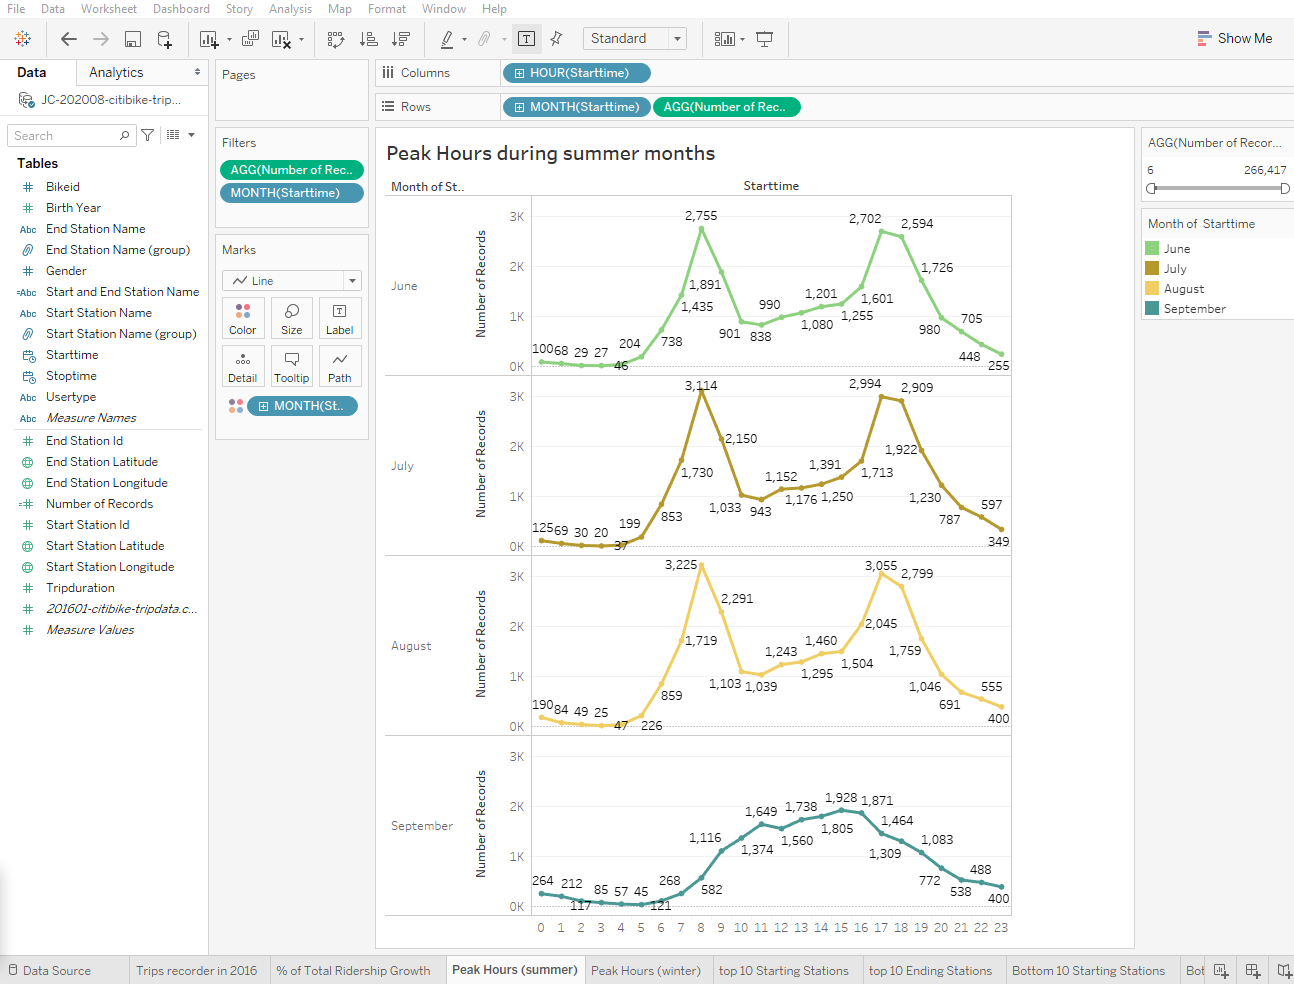 File Data Worksheet Dashboard Story Analysis Map Format Window Help
Standard
Show Me
Data Analytics
JC-202008-citibike-trip...
Search
Tables
Bikeid
Birth Year
Abc End Station Name
End Station Name (group)
Gender
=Abc Start and End Station Name
Abc Start Station Name
Start Station Name (group)
Starttime
Stoptime
Abc Usertype
Abc Measure Names
End Station Id
End Station Latitude
End Station Longitude
Number of Records
Start Station Id
Start Station Latitude
Start Station Longitude
Tripduration
201601-citibike-tripdata.c...
Measure Values
Pages
Filters
AGG(Number of Rec..
MONTH(Starttime)
Marks
Line
Color Size Label
Detail Tooltip Path
MONTH(St..
Columns HOUR(Starttime)
Rows MONTH(Starttime) AGG(Number of Rec..
Peak Hours during summer months
Month of St.. Starttime
June
Number of Records
3K
2K
1K
0K
100 68 29 27 46 204 738 1,435 2,755 1,891 901 838 990 1,080 1,201 1,255 1,601 2,702 2,594 1,726 980 705 448 255
July
Number of Records
3K
2K
1K
0K
125 69 30 20 37 199 853 1,730 3,114 2,150 1,033 943 1,152 1,176 1,250 1,391 1,713 2,994 2,909 1,922 1,230 787 597 349
August
Number of Records
3K
2K
1K
0K
190 84 49 25 47 226 859 1,719 3,225 2,291 1,103 1,039 1,243 1,295 1,460 1,504 2,045 3,055 2,799 1,759 1,046 691 555 400
September
Number of Records
3K
2K
1K
0K
264 212 117 85 57 45 121 268 582 1,116 1,374 1,649 1,560 1,738 1,805 1,928 1,871 1,309 1,464 1,083 772 538 488 400
0 1 2 3 4 5 6 7 8 9 10 11 12 13 14 15 16 17 18 19 20 21 22 23
AGG(Number of Recor...
6 266,417
Month of Starttime
June
July
August
September
Data Source Trips recorder in 2016 % of Total Ridership Growth Peak Hours (summer) Peak Hours (winter) top 10 Starting Stations top 10 Ending Stations Bottom 10 Starting Stations Bot